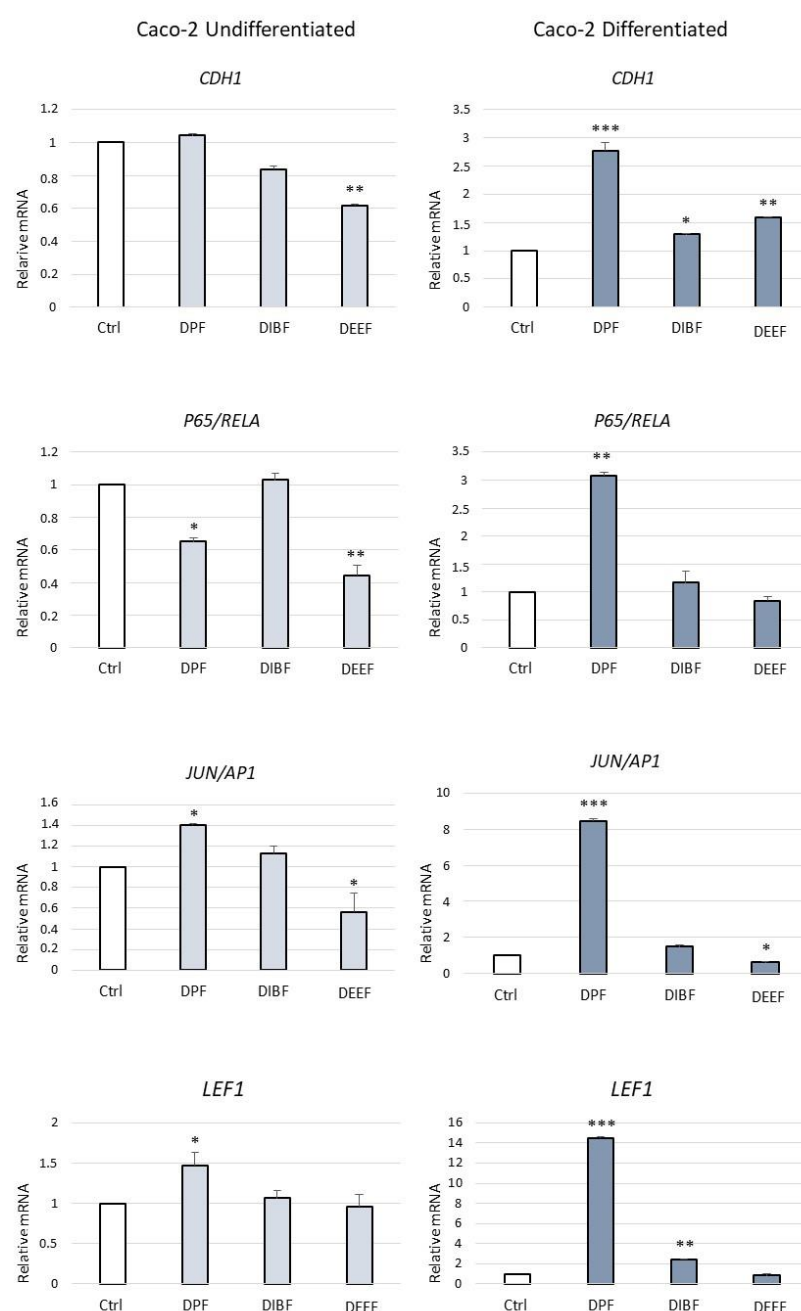 Caco-2 Undifferentiated
Caco-2 Differentiated
CDH1
1.2
1
0.8
0.6
0.4
0.2
0
Relarive mRNA
**
Ctrl DPF DIBF DEEF
CDH1
3.5
3
2.5
2
1.5
1
0.5
0
Relative mRNA
***
*
**
Ctrl DPF DIBF DEEF
P65/RELA
1.2
1
0.8
0.6
0.4
0.2
0
Relative mRNA
*
**
Ctrl DPF DIBF DEEF
P65/RELA
3.5
3
2.5
2
1.5
1
0.5
0
Relative mRNA
**
Ctrl DPF DIBF DEEF
JUN/AP1
1.6
1.4
1.2
1
0.8
0.6
0.4
0.2
0
Relative mRNA
*
*
Ctrl DPF DIBF DEEF
JUN/AP1
10
8
6
4
2
0
Relative mRNA
***
*
Ctrl DPF DIBF DEEF
LEF1
2
1.5
1
0.5
0
Relative mRNA
*
Ctrl DPF DIBF DEEF
LEF1
16
14
12
10
8
6
4
2
0
Relative mRNA
***
**
Ctrl DPF DIBF DEEF